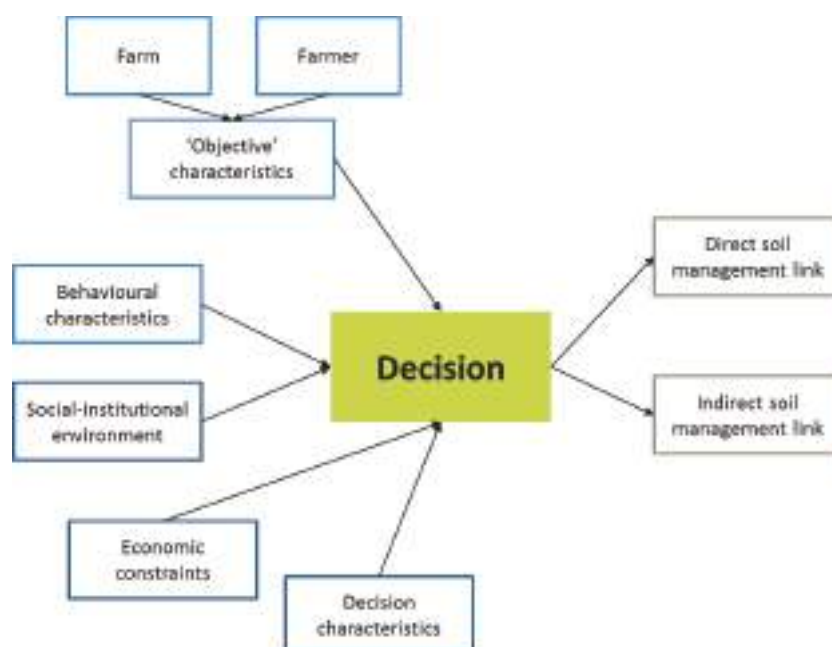 Farm
Farmer
'Objective'
characteristics
Direct soil
management link
Behavioural
characteristics
Decision
Social-institutional
environment
Indirect soil
management link
Economic
constraints
Decision
characteristics